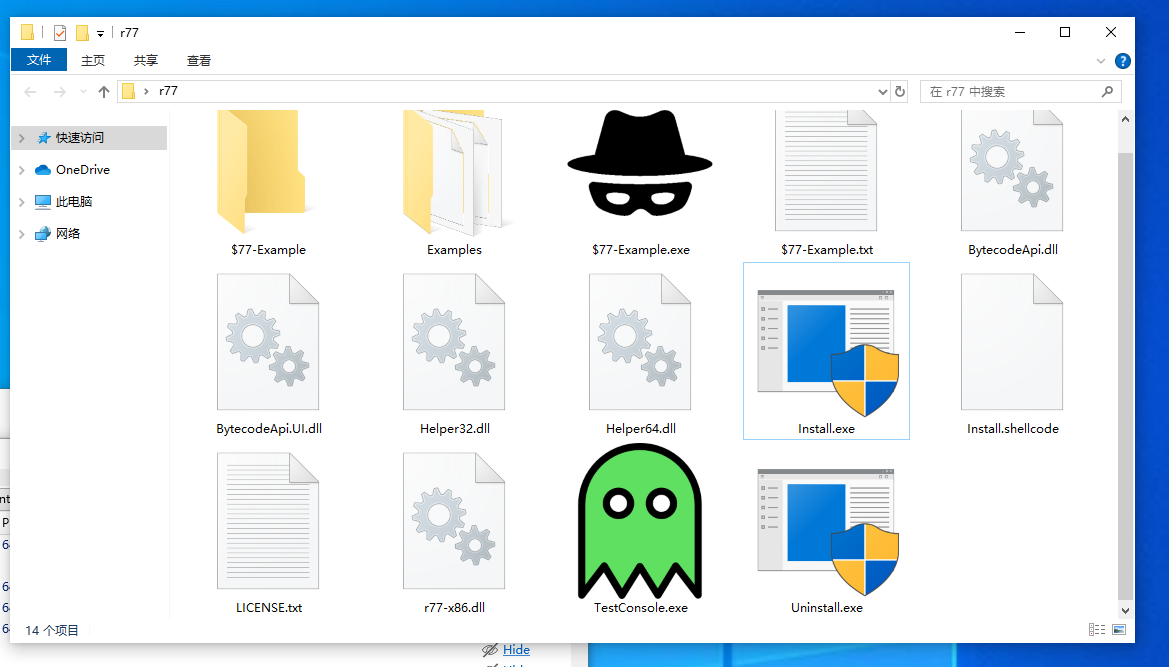 r77
文件 主页 共享 查看
r77
在 r77 中搜索
快速访问
OneDrive
此电脑
网络
$77-Example Examples $77-Example.exe $77-Example.txt BytecodeApi.dll
BytecodeApi.UI.dll Helper32.dll Helper64.dll Install.exe Install.shellcode
LICENSE.txt r77-x86.dll TestConsole.exe Uninstall.exe
14 个项目
Hide